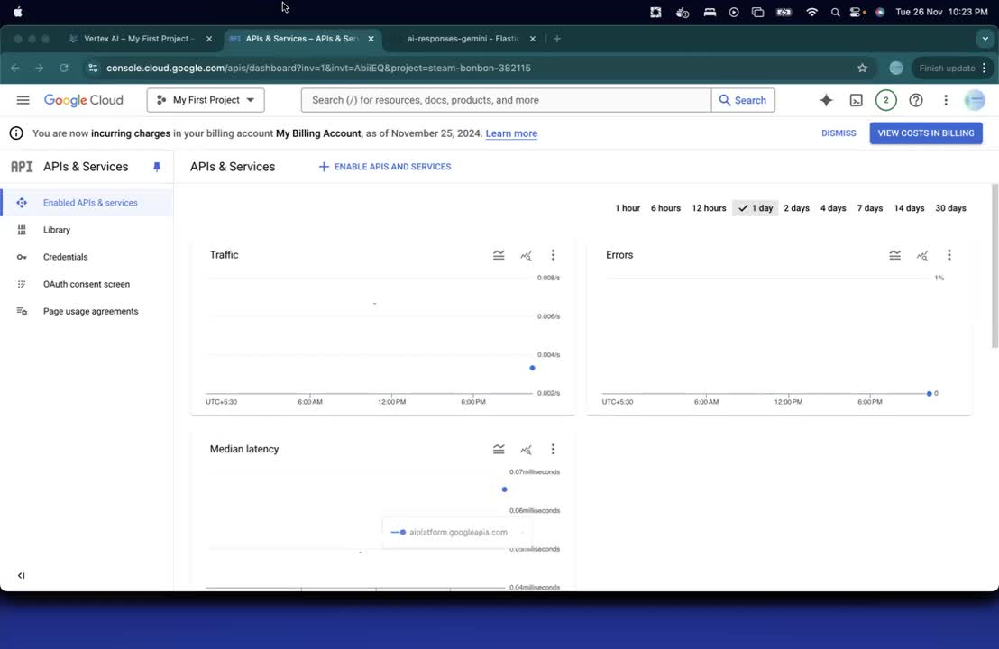 Tue 26 Nov 10:23 PM
Vertex AI – My First Project –
API APIs & Services – APIs & Ser
ai-responses-gemini - Elastic
console.cloud.google.com/apis/dashboard?inv=1&invt=AbiiEQ&project=steam-bonbon-382115
Finish update
Google Cloud
My First Project
Search (/) for resources, docs, products, and more
Search
2
You are now incurring charges in your billing account My Billing Account, as of November 25, 2024. Learn more
DISMISS
VIEW COSTS IN BILLING
API APIs & Services
APIs & Services
ENABLE APIS AND SERVICES
Enabled APIs & services
Library
Credentials
OAuth consent screen
Page usage agreements
1 hour 6 hours 12 hours 1 day 2 days 4 days 7 days 14 days 30 days
Traffic
0.008/s
0.006/s
0.004/s
0.002/s
UTC+5:30 6:00 AM 12:00 PM 6:00 PM
Errors
1%
0
UTC+5:30 6:00 AM 12:00 PM 6:00 PM
Median latency
0.07milliseconds
0.06milliseconds
aiplatform.googleapis.com
0.05milliseconds
0.04milliseconds